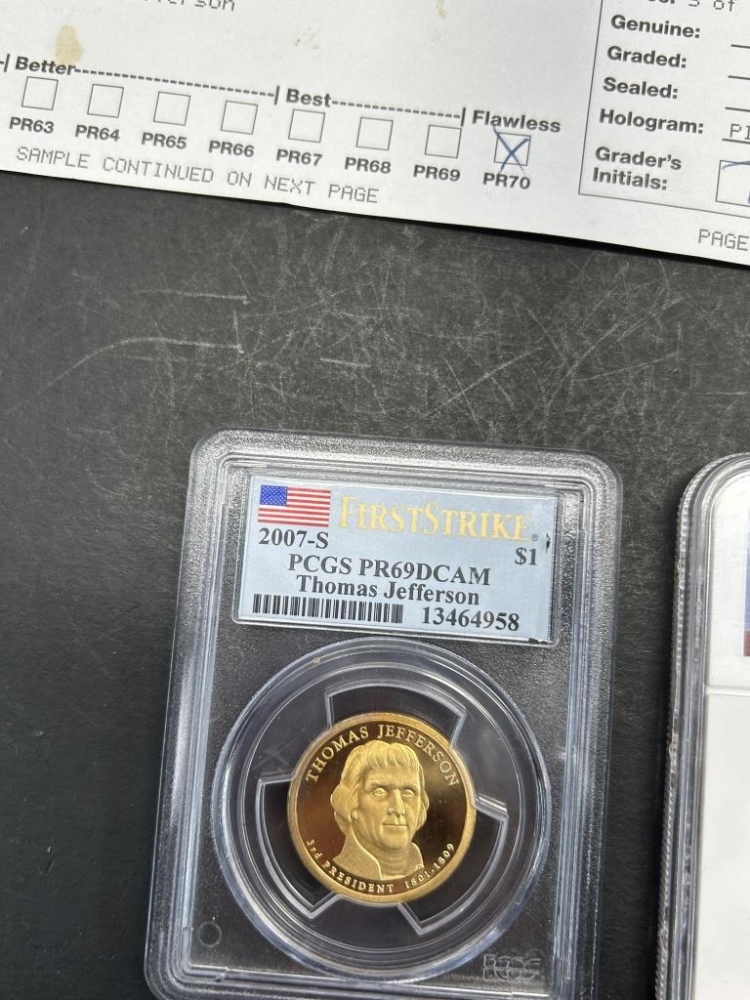 Better
Best
Flawless
PR63 PR64 PR65 PR66 PR67 PR68 PR69 PR70
SAMPLE CONTINUED ON NEXT PAGE
Genuine:
Graded:
Sealed:
Hologram:
Grader's
Initials:
PAGE
FIRSTSTRIKE®
2007-S
$1
PCGS PR69DCAM
Thomas Jefferson
13464958
THOMAS JEFFERSON
3rd PRESIDENT 1801-1809
PCGS